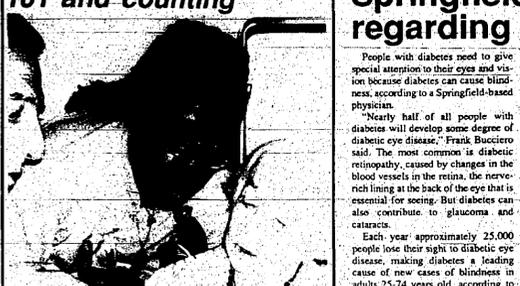 101 and counting
regarding
People with diabetes need to give
special attention to their eyes and vis-
ion because diabetes can cause blind-
ness, according to a Springfield-based
physician.
"Nearly half of all people with
diabetes will develop some degree of
diabetic eye disease," Frank Bucciero
said. The most common is diabetic
retinopathy, caused by changes in the
blood vessels in the retina, the nerve-
rich lining at the back of the eye that is
essential for seeing. But diabetes can
also contribute to glaucoma and
cataracts.
Each year approximately 25,000
people lose their sight to diabetic eye
disease, making diabetes a leading
cause of new cases of blindness in
adults 25-74 years old, according to